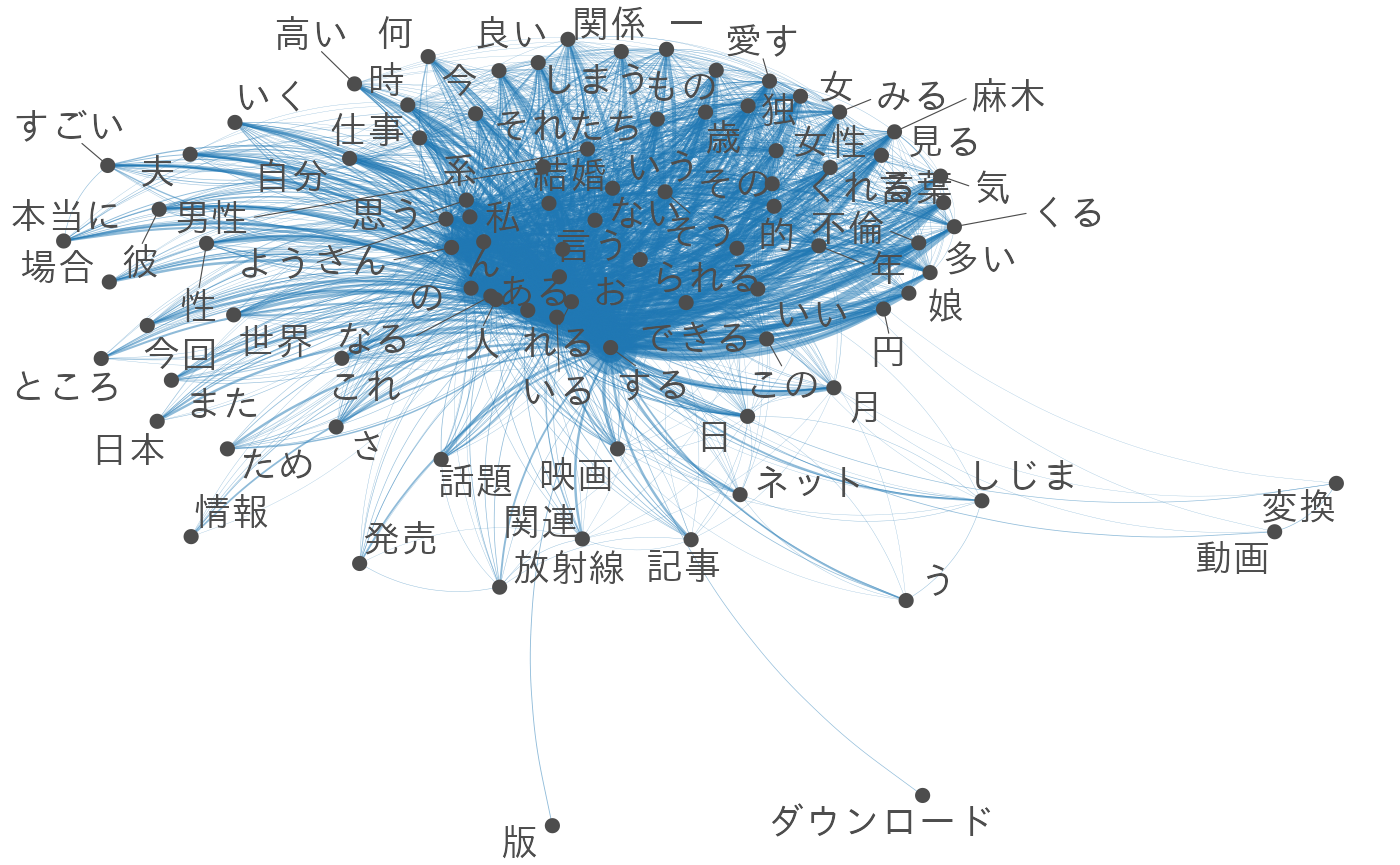 関係
一
高い
何
良い
愛す
時
今
しまう
もの
女
いく
独
みる
麻木
すごい
仕事
それ
たち
歳
女性
見る
夫
自分
系
結婚
いう
その
くれる
言葉
気
本当に
男性
思う
私
ない
そう
的
不倫
くる
場合
彼
よう
さん
ん
言う
られる
年
多い
性
の
ある
お
いい
娘
今回
世界
なる
人
れる
できる
円
ところ
また
これ
いる
する
この
月
日本
ため
さ
話題
映画
日
ネット
しじま
情報
発売
関連
変換
放射線
記事
動画
う
版
ダウンロード